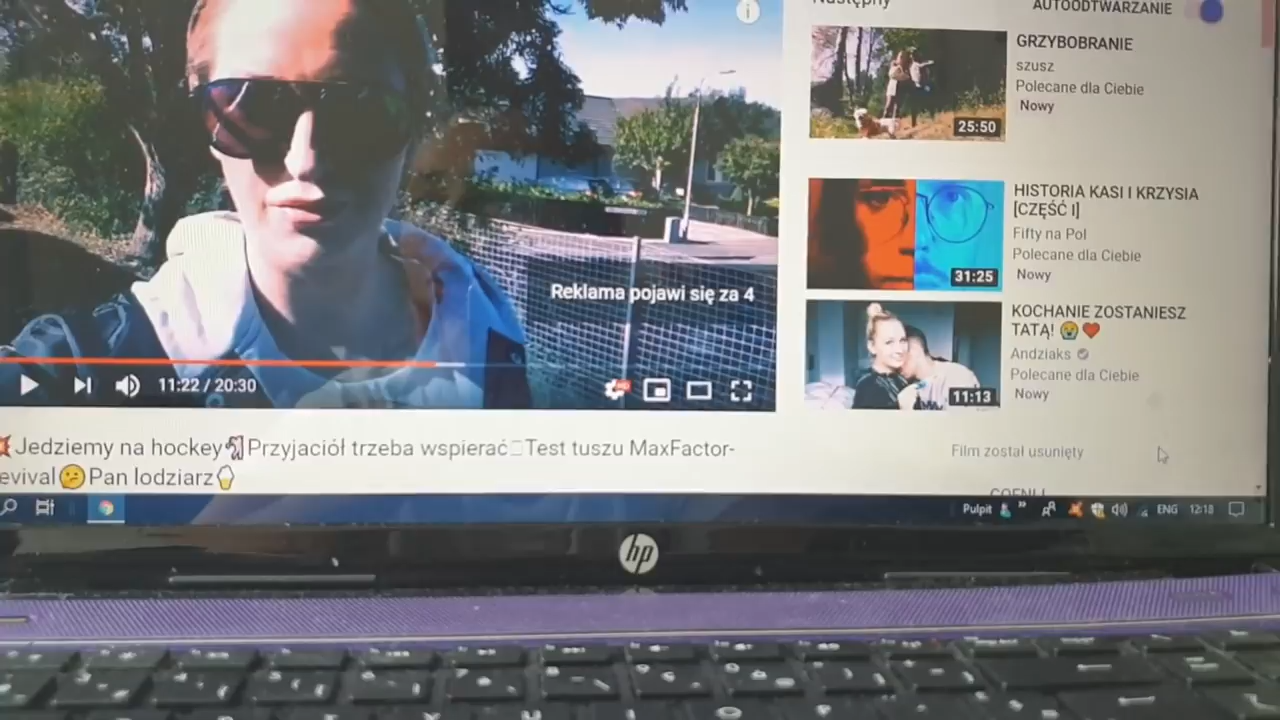 Następny
AUTOODTWARZANIE
GRZYBOBRANIE
szusz
Polecane dla Ciebie
Nowy
25:50
HISTORIA KASI I KRZYSIA
[CZĘŚĆ I]
Fifty na Pol
Polecane dla Ciebie
Nowy
31:25
KOCHANIE ZOSTANIESZ
TATĄ! 😭❤️
Andziaks
Polecane dla Ciebie
Nowy
11:13
Film został usunięty
COFNIJ
Reklama pojawi się za 4
11:22 / 20:30
HD
Jedziemy na hockey Przyjaciół trzeba wspierać Test tuszu MaxFactor-
evival😕Pan lodziarz🍦
Pulpit
ENG
12:18
hp